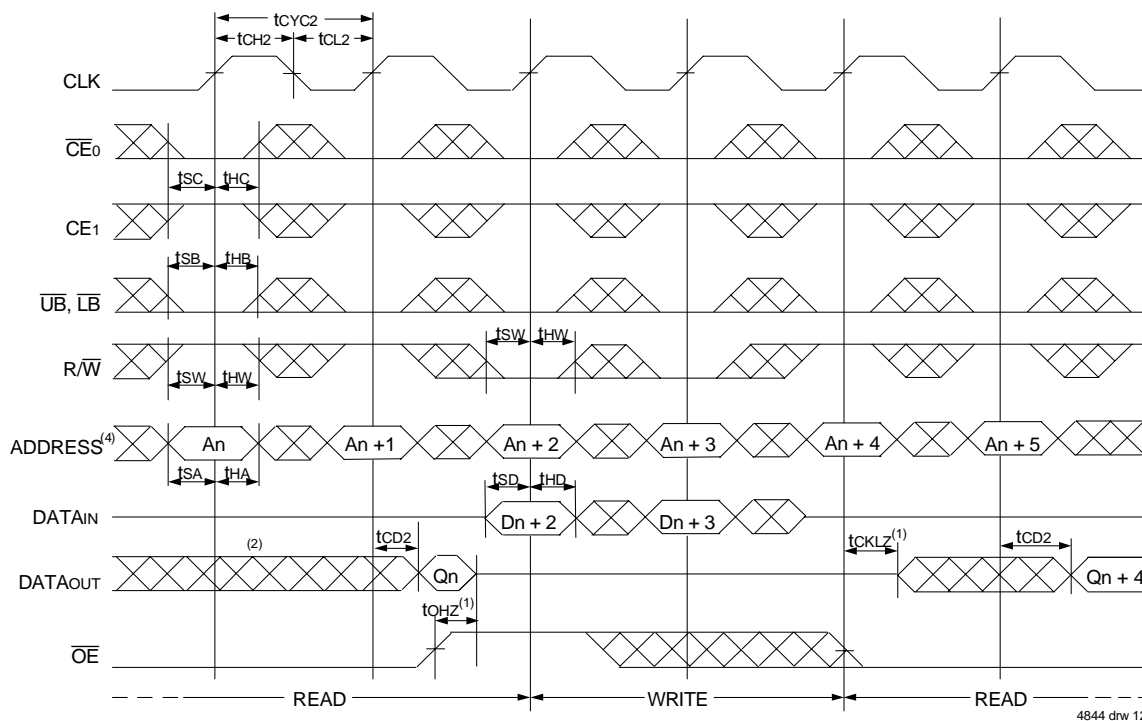 tCYC2
tCH2 tCL2
CLK
CE0
tSC tHC
CE1
tSB tHB
UB, LB
tSW tHW
R/W
tSW tHW
ADDRESS(4) An An +1 An + 2 An + 3 An + 4 An + 5
tSA tHA tSD tHD
DATAIN Dn + 2 Dn + 3
(2) tCD2 tCKLZ(1) tCD2
DATAOUT Qn Qn + 4
tOHZ(1)
OE
READ WRITE READ
4844 drw 12